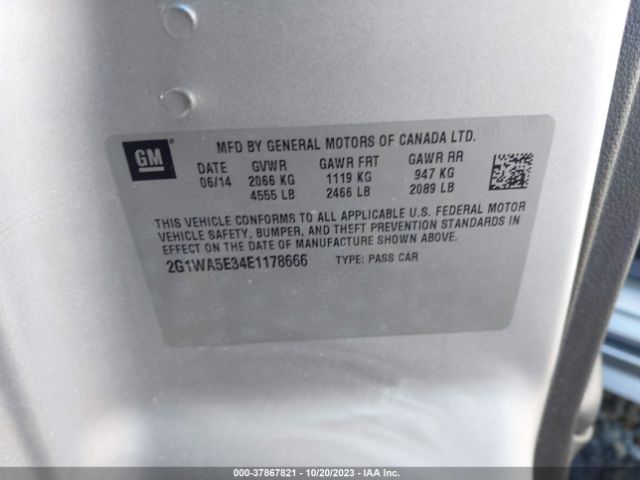 GM
MFD BY GENERAL MOTORS OF CANADA LTD.
DATE GVWR GAWR FRT GAWR RR
06/14 2066 KG 1119 KG 947 KG
4555 LB 2466 LB 2089 LB
THIS VEHICLE CONFORMS TO ALL APPLICABLE U.S. FEDERAL MOTOR
VEHICLE SAFETY, BUMPER, AND THEFT PREVENTION STANDARDS IN
EFFECT ON THE DATE OF MANUFACTURE SHOWN ABOVE.
2G1WA5E34E1178666 TYPE: PASS CAR
000-37867821 - 10/20/2023 - IAA Inc.